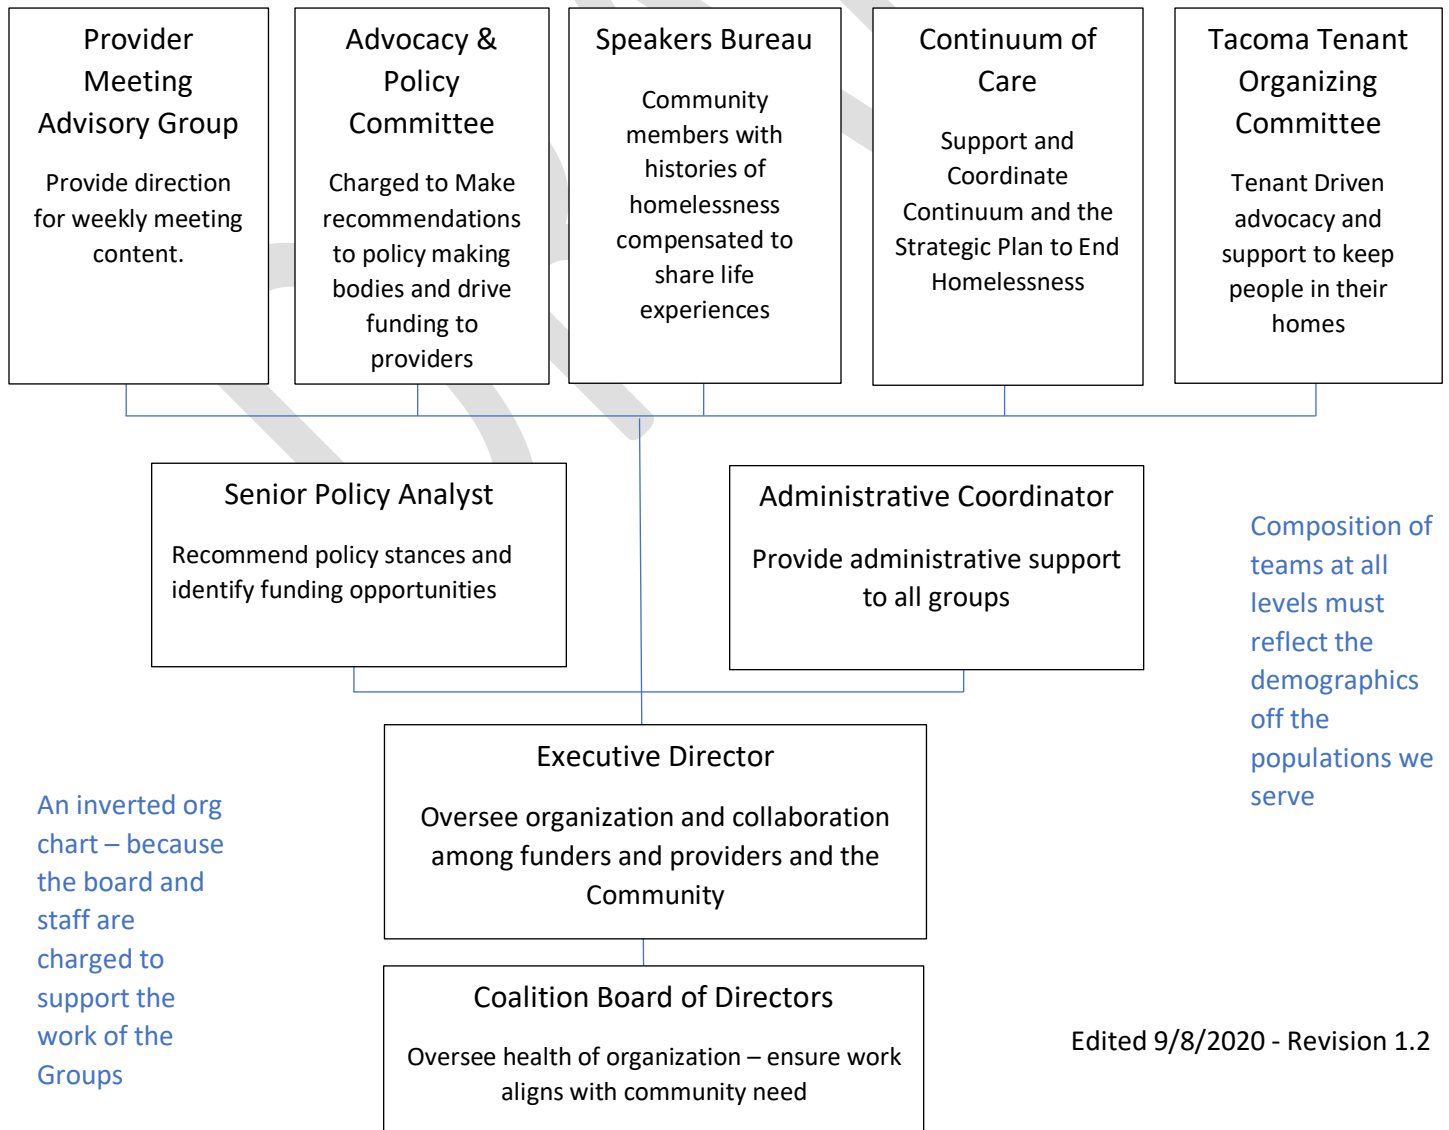 Provider
Meeting
Advisory Group
Provide direction
for weekly meeting
content.
Advocacy &
Policy
Committee
Charged to Make
recommendations
to policy making
bodies and drive
funding to
providers
Speakers Bureau
Community
members with
histories of
homelessness
compensated to
share life
experiences
Continuum of
Care
Support and
Coordinate
Continuum and the
Strategic Plan to End
Homelessness
Tacoma Tenant
Organizing
Committee
Tenant Driven
advocacy and
support to keep
people in their
homes
Senior Policy Analyst
Recommend policy stances and
identify funding opportunities
Administrative Coordinator
Provide administrative support
to all groups
Composition of
teams at all
levels must
reflect the
demographics
off the
populations we
serve
Executive Director
Oversee organization and collaboration
among funders and providers and the
Community
An inverted org
chart – because
the board and
staff are
charged to
support the
work of the
Groups
Coalition Board of Directors
Oversee health of organization – ensure work
aligns with community need
Edited 9/8/2020 - Revision 1.2